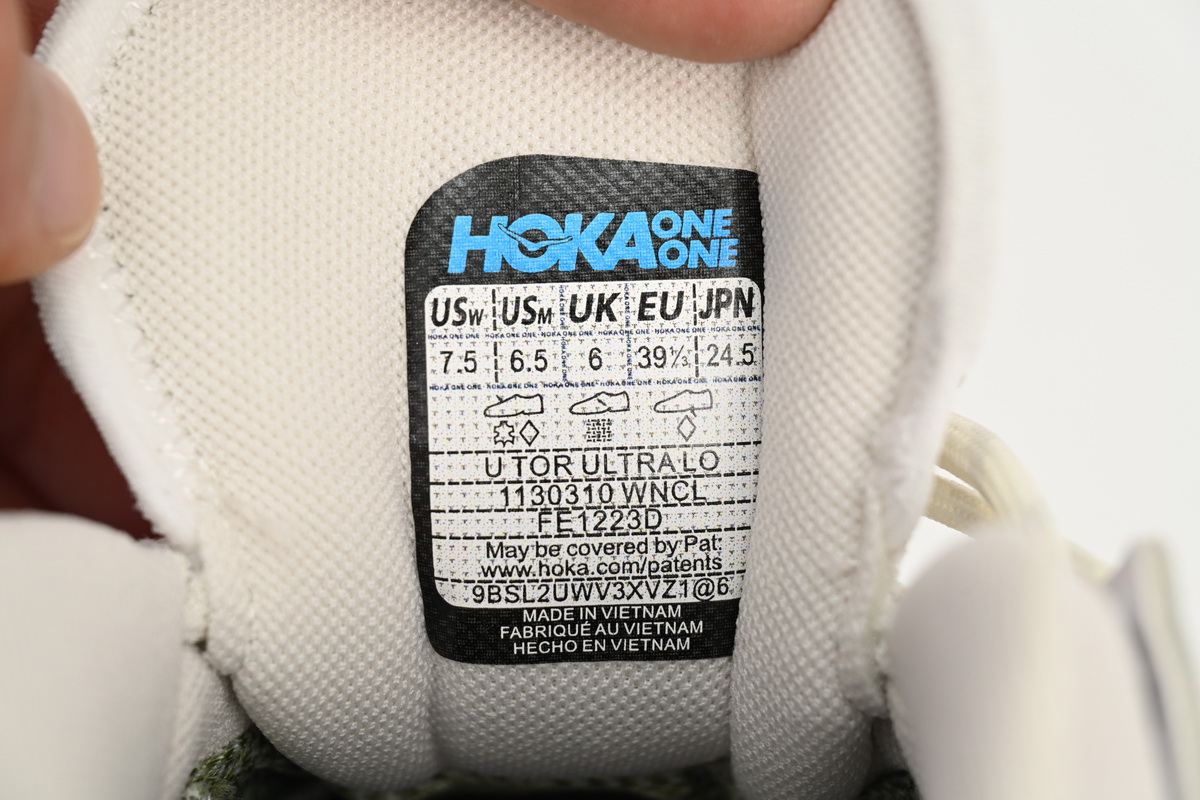 HOKA ONE ONE
USW USM UK EU JPN
7.5 6.5 6 39⅓ 24.5
U TOR ULTRA LO
1130310 WNCL
FE1223D
May be covered by Pat:
www.hoka.com/patents
9BSL2UWV3XVZ1@6
MADE IN VIETNAM
FABRIQUÉ AU VIETNAM
HECHO EN VIETNAM